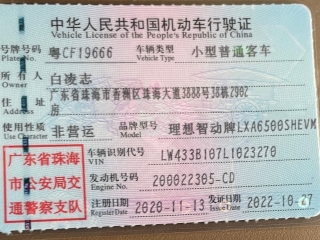 中华人民共和国机动车行驶证
Vehicle License of the People's Republic of China
号牌号码 粤CF19666 车辆类型 小型普通客车
Plate No. Vehicle Type
所有人 白凌志
Owner
住址 广东省珠海市香洲区珠海大道3888号38栋2902房
Address
使用性质 非营运 品牌型号 理想智动牌LXA6500SHEVM
Use Character Model
广东省珠海
市公安局交
通警察支队
车辆识别代号 LW433B107L1023270
VIN
发动机号码 200022305-CD
Engine No.
注册日期 2020-11-13 发证日期 2022-10-27
Register Date Issue Date